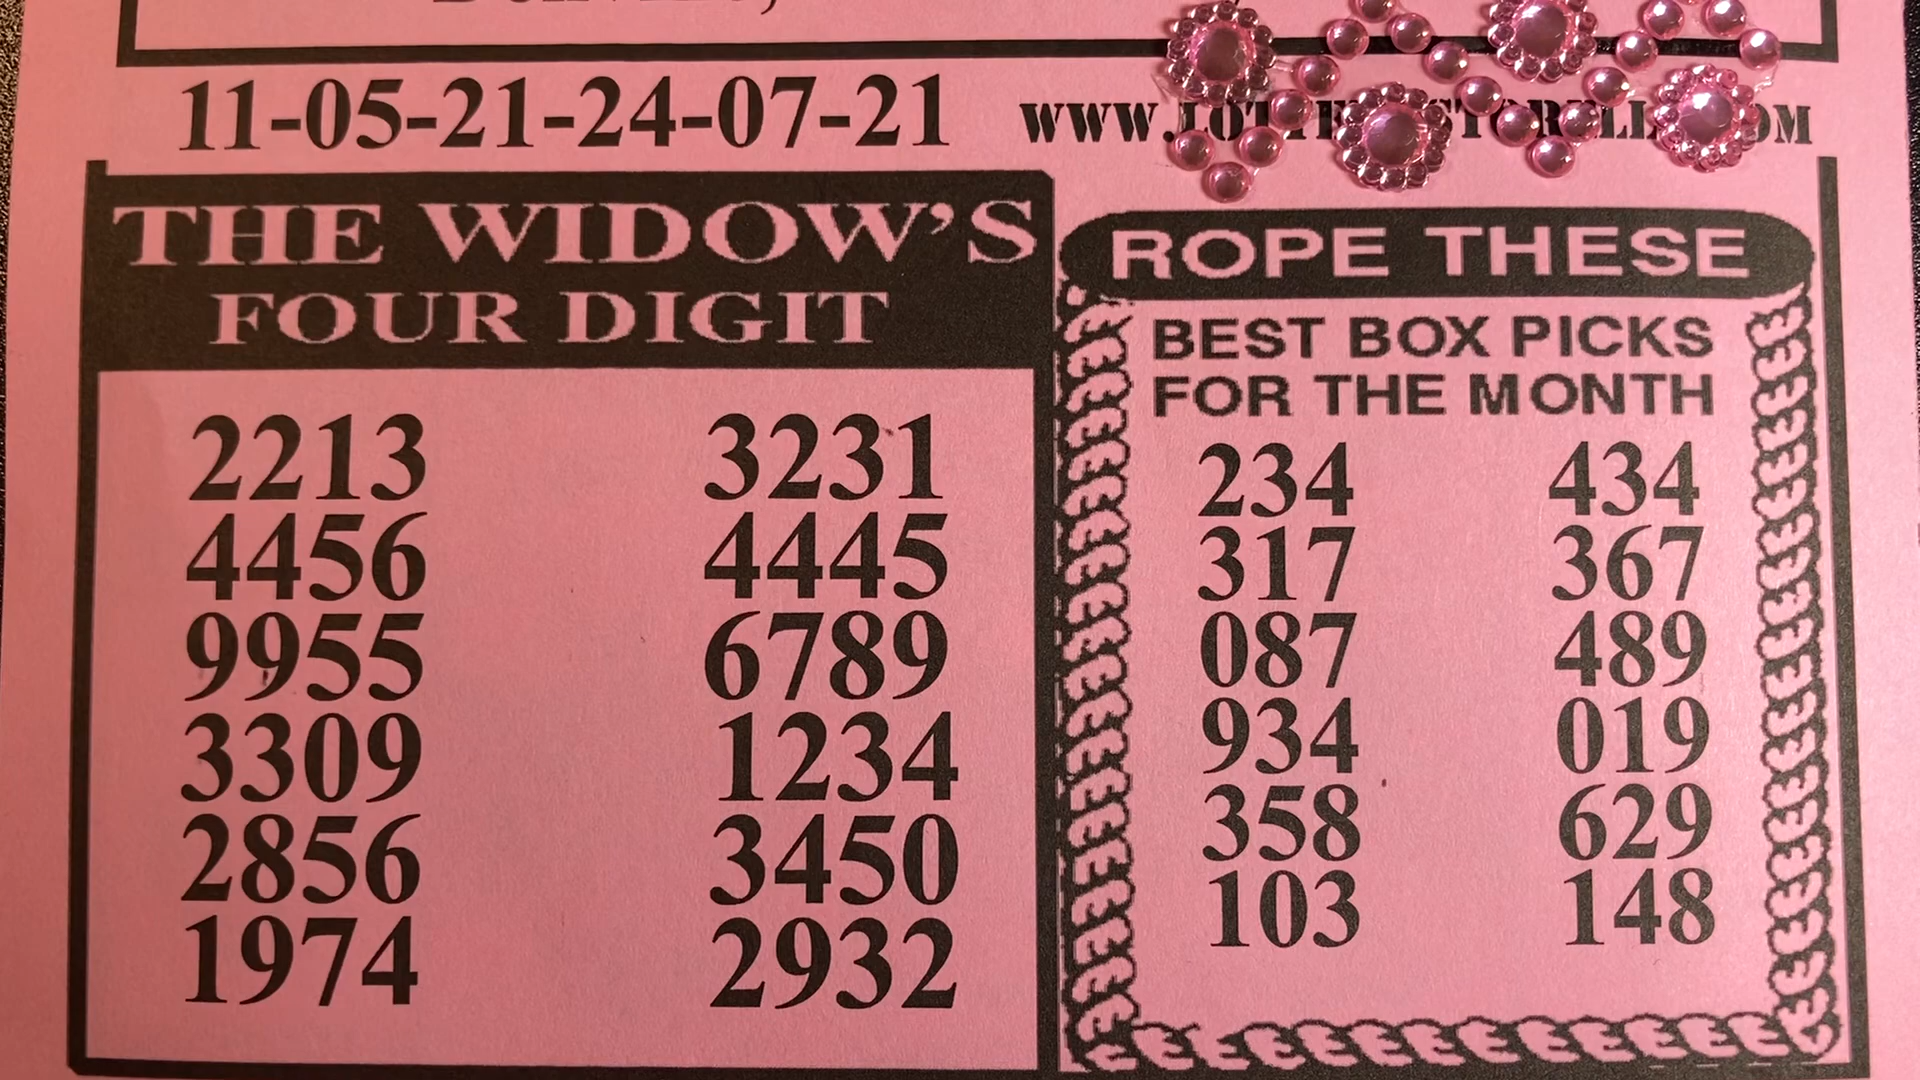 11-05-21-24-07-21
THE WIDOW'S
FOUR DIGIT
2213 3231
4456 4445
9955 6789
3309 1234
2856 3450
1974 2932
ROPE THESE
BEST BOX PICKS
FOR THE MONTH
234 434
317 367
087 489
934 019
358 629
103 148